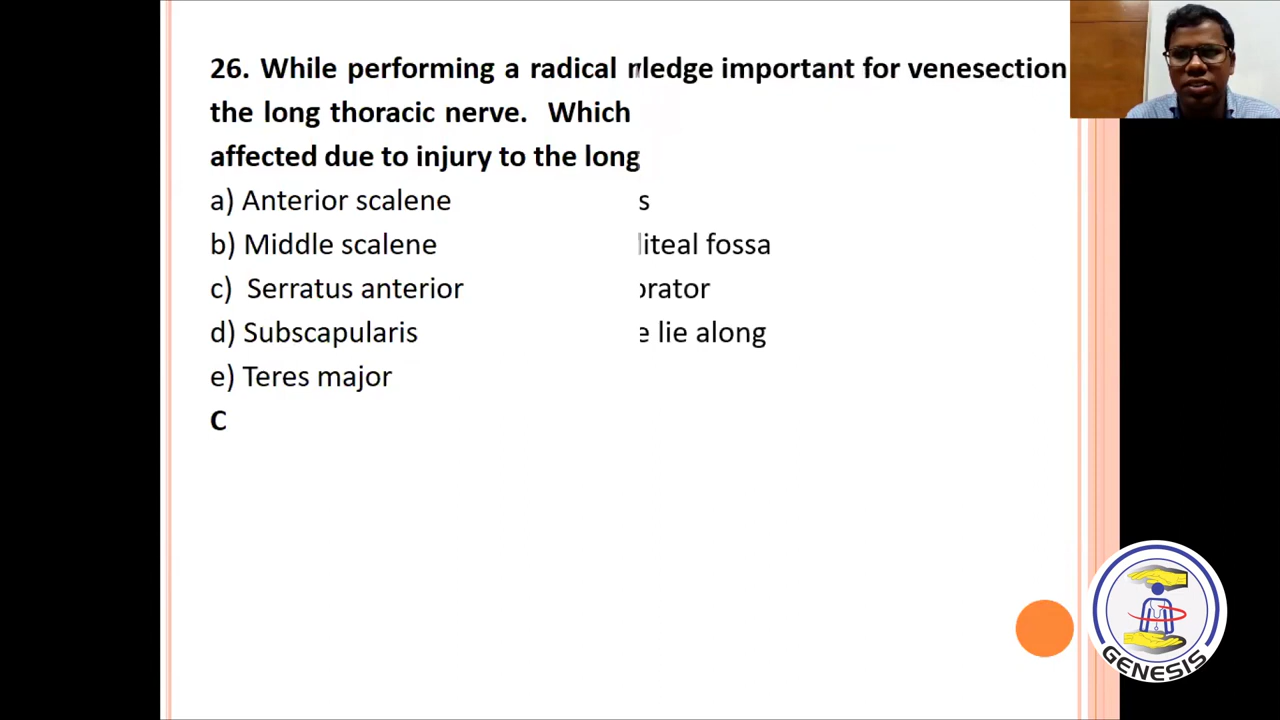 26. While performing a radical ledge important for venesection
the long thoracic nerve. Which
affected due to injury to the long
a) Anterior scalene s
b) Middle scalene liteal fossa
c) Serratus anterior orator
d) Subscapularis e lie along
e) Teres major
C
GENESIS